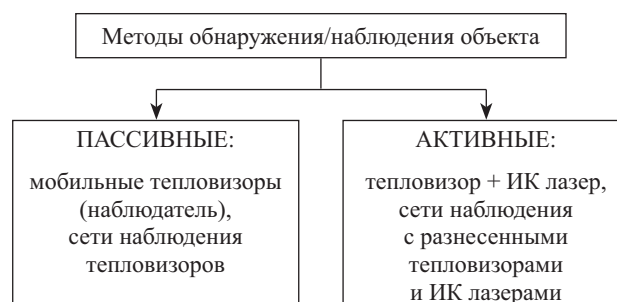 Методы обнаружения/наблюдения объекта
ПАССИВНЫЕ:
мобильные тепловизоры
(наблюдатель),
сети наблюдения
тепловизоров
АКТИВНЫЕ:
тепловизор + ИК лазер,
сети наблюдения
с разнесенными
тепловизорами
и ИК лазерами